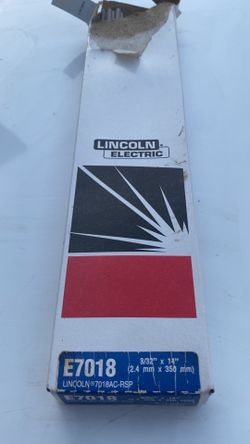 LINCOLN®
ELECTRIC
E7018
3/32" x 14"
(2.4 mm x 350 mm)
LINCOLN® 7018AC-RSP
E7018